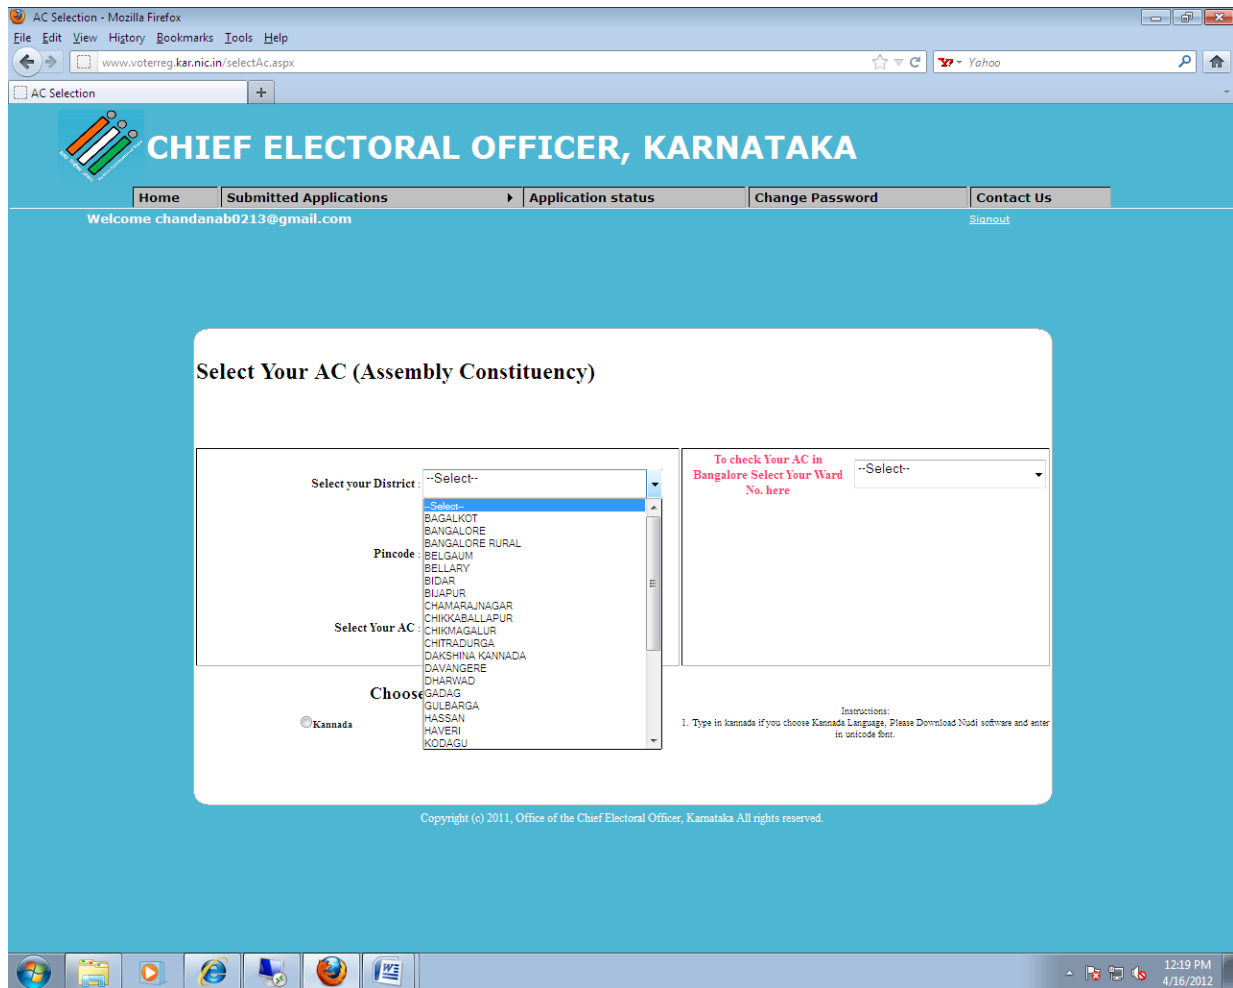 AC Selection - Mozilla Firefox
File Edit View History Bookmarks Tools Help
www.voterreg.kar.nic.in/selectAc.aspx
Yahoo
AC Selection
CHIEF ELECTORAL OFFICER, KARNATAKA
Home Submitted Applications Application status Change Password Contact Us
Welcome chandanab0213@gmail.com Signout
Select Your AC (Assembly Constituency)
To check Your AC in
Bangalore Select Your Ward
No. here
--Select--
Select your District : --Select--
--Select--
BAGALKOT
BANGALORE
BANGALORE RURAL
Pincode :
BELGAUM
BELLARY
BIDAR
BIJAPUR
CHAMARAJNAGAR
CHIKKABALLAPUR
Select Your AC :
CHIKMAGALUR
CHITRADURGA
DAKSHINA KANNADA
DAVANGERE
DHARWAD
Choose
GADAG
GULBARGA
HASSAN
Kannada
HAVERI
KODAGU
Instructions:
1. Type in kannada if you choose Kannada Language, Please Download Nudi software and enter
in unicode font.
Copyright (c) 2011, Office of the Chief Electoral Officer, Karnataka All rights reserved.
12:19 PM
4/16/2012